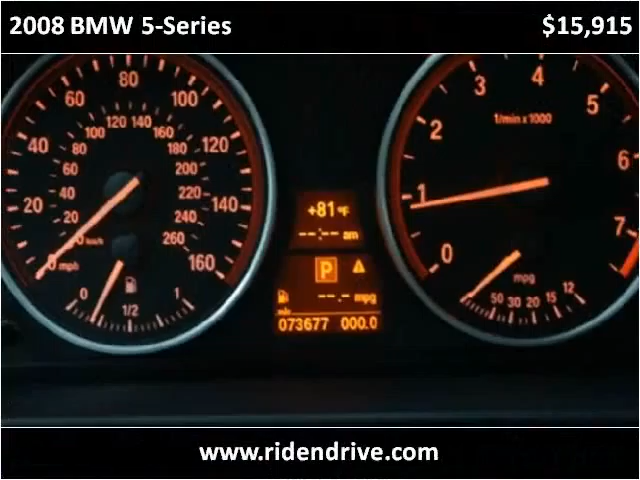 2008 BMW 5-Series $15,915
0 20 40 60 80 100 120 140 160
mph
0 20 40 60 80 100 120 140 160 180 200 220 240 260
km/h
0 1/2 1
+81°F
--:-- am
P
--.- mpg
mls
073677 000.0
0 1 2 3 4 5 6 7
1/min x 1000
mpg
50 30 20 15 12
www.ridendrive.com